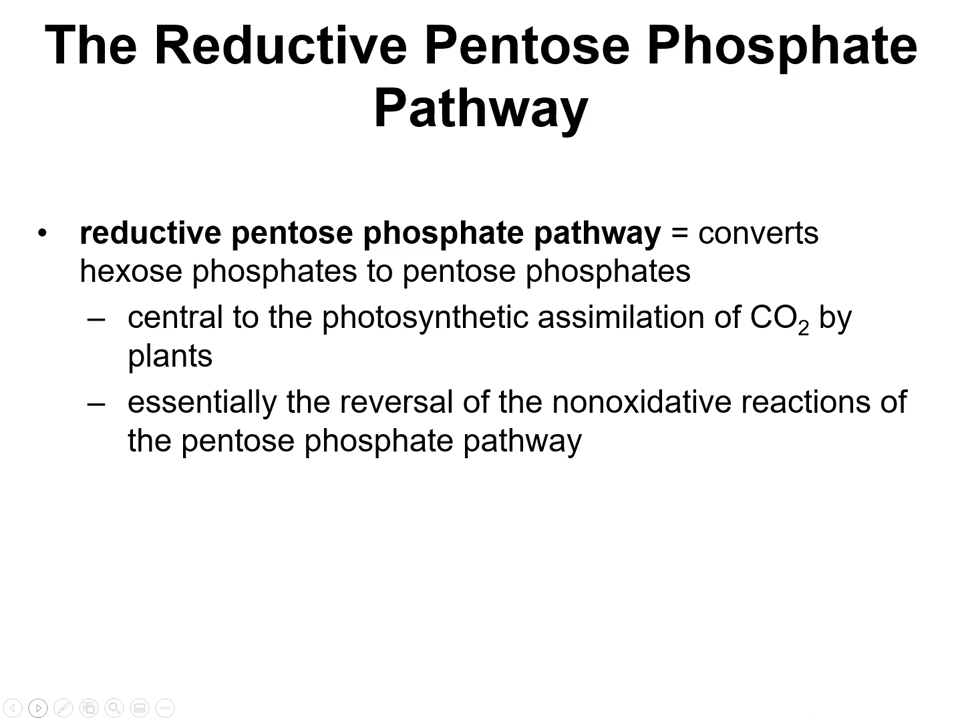 The Reductive Pentose Phosphate
Pathway
• reductive pentose phosphate pathway = converts
hexose phosphates to pentose phosphates
– central to the photosynthetic assimilation of CO₂ by
plants
– essentially the reversal of the nonoxidative reactions of
the pentose phosphate pathway